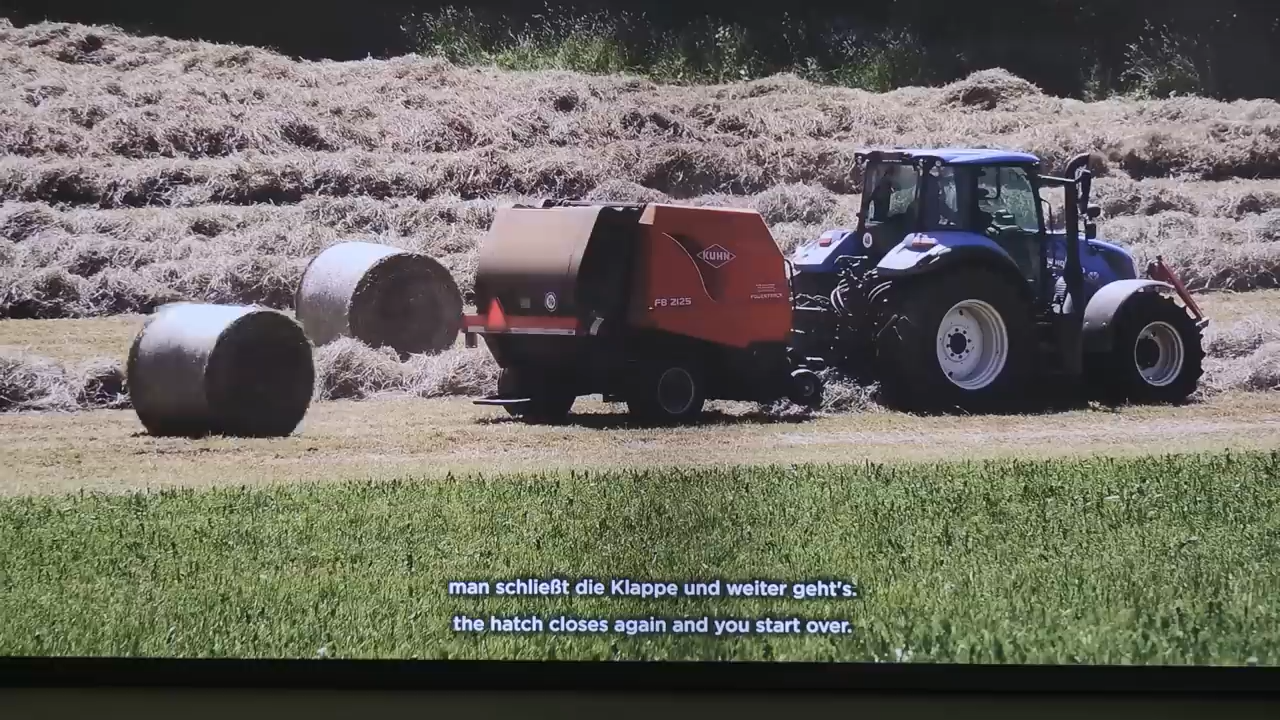 KUHN
FB 2125
man schließt die Klappe und weiter geht's.
the hatch closes again and you start over.